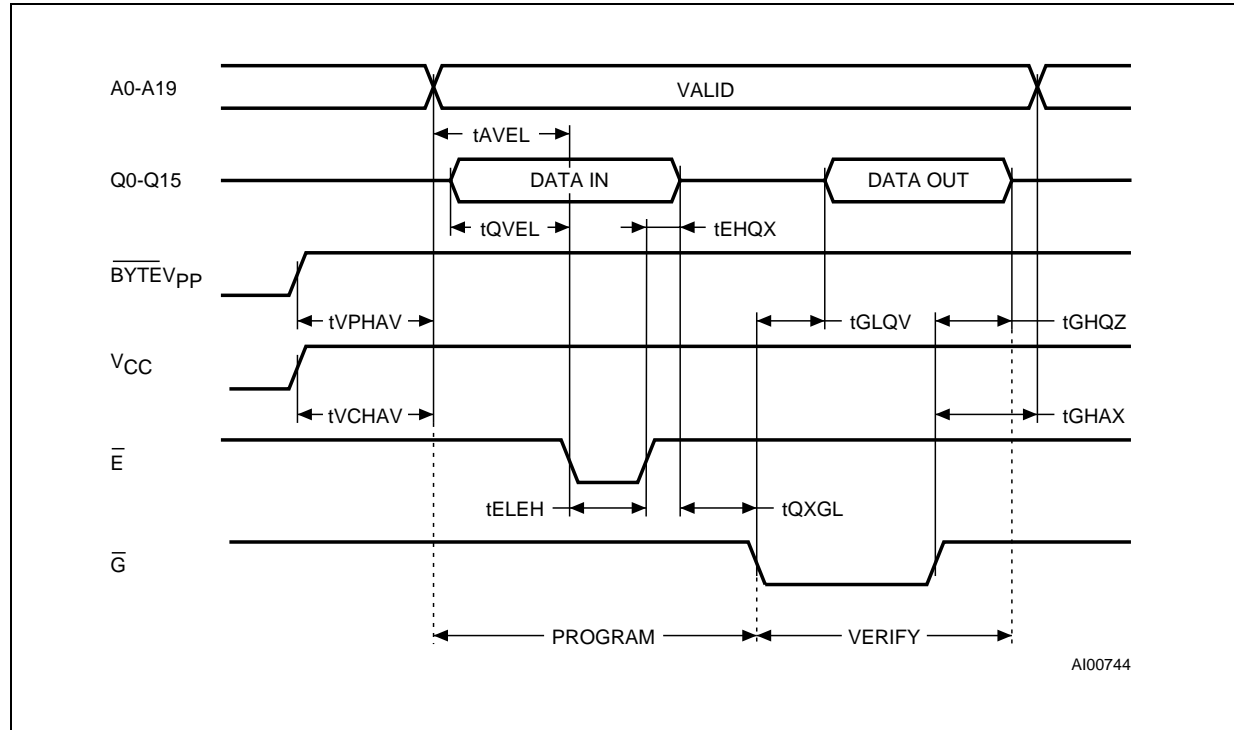 A0-A19
VALID
tAVEL
Q0-Q15
DATA IN
DATA OUT
tQVEL
tEHQX
BYTEVPP
tVPHAV
tGLQV
tGHQZ
VCC
tVCHAV
tGHAX
E
tELEH
tQXGL
G
PROGRAM
VERIFY
AI00744